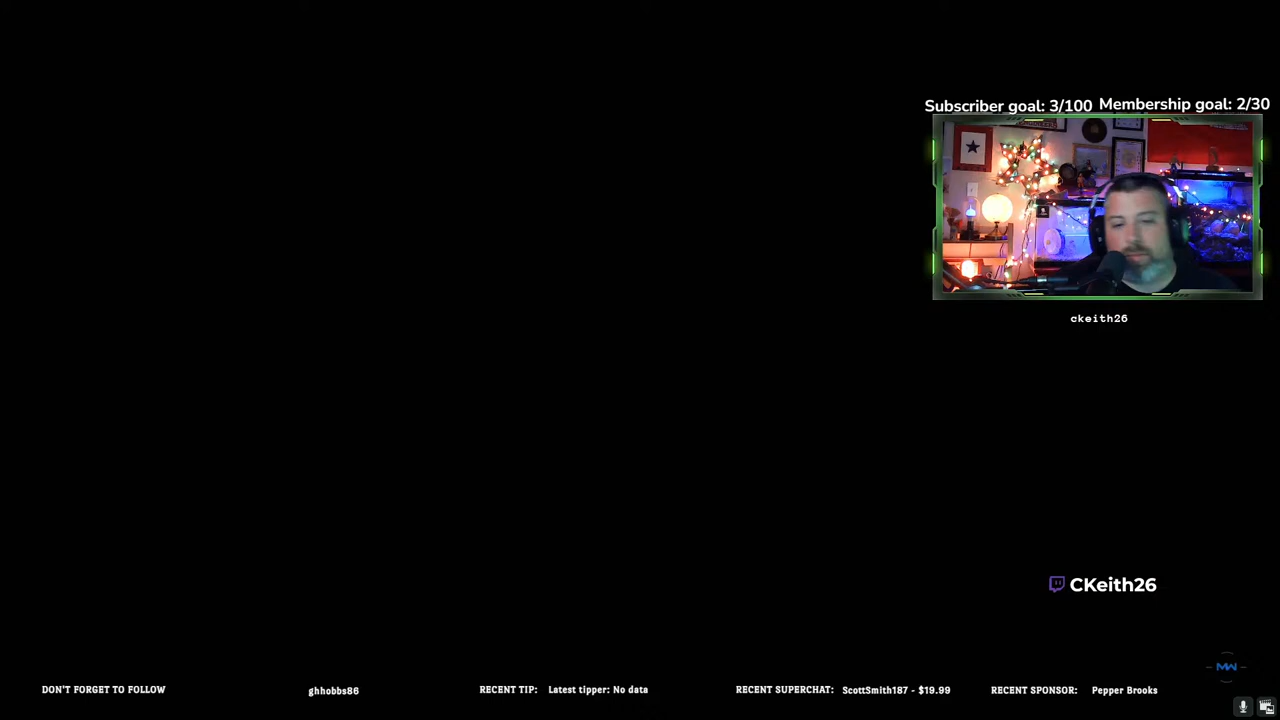 Subscriber goal: 3/100
Membership goal: 2/30
ckeith26
CKeith26
MW
DON'T FORGET TO FOLLOW
ghhobbs86
RECENT TIP: Latest tipper: No data
RECENT SUPERCHAT: ScottSmith187 - $19.99
RECENT SPONSOR: Pepper Brooks